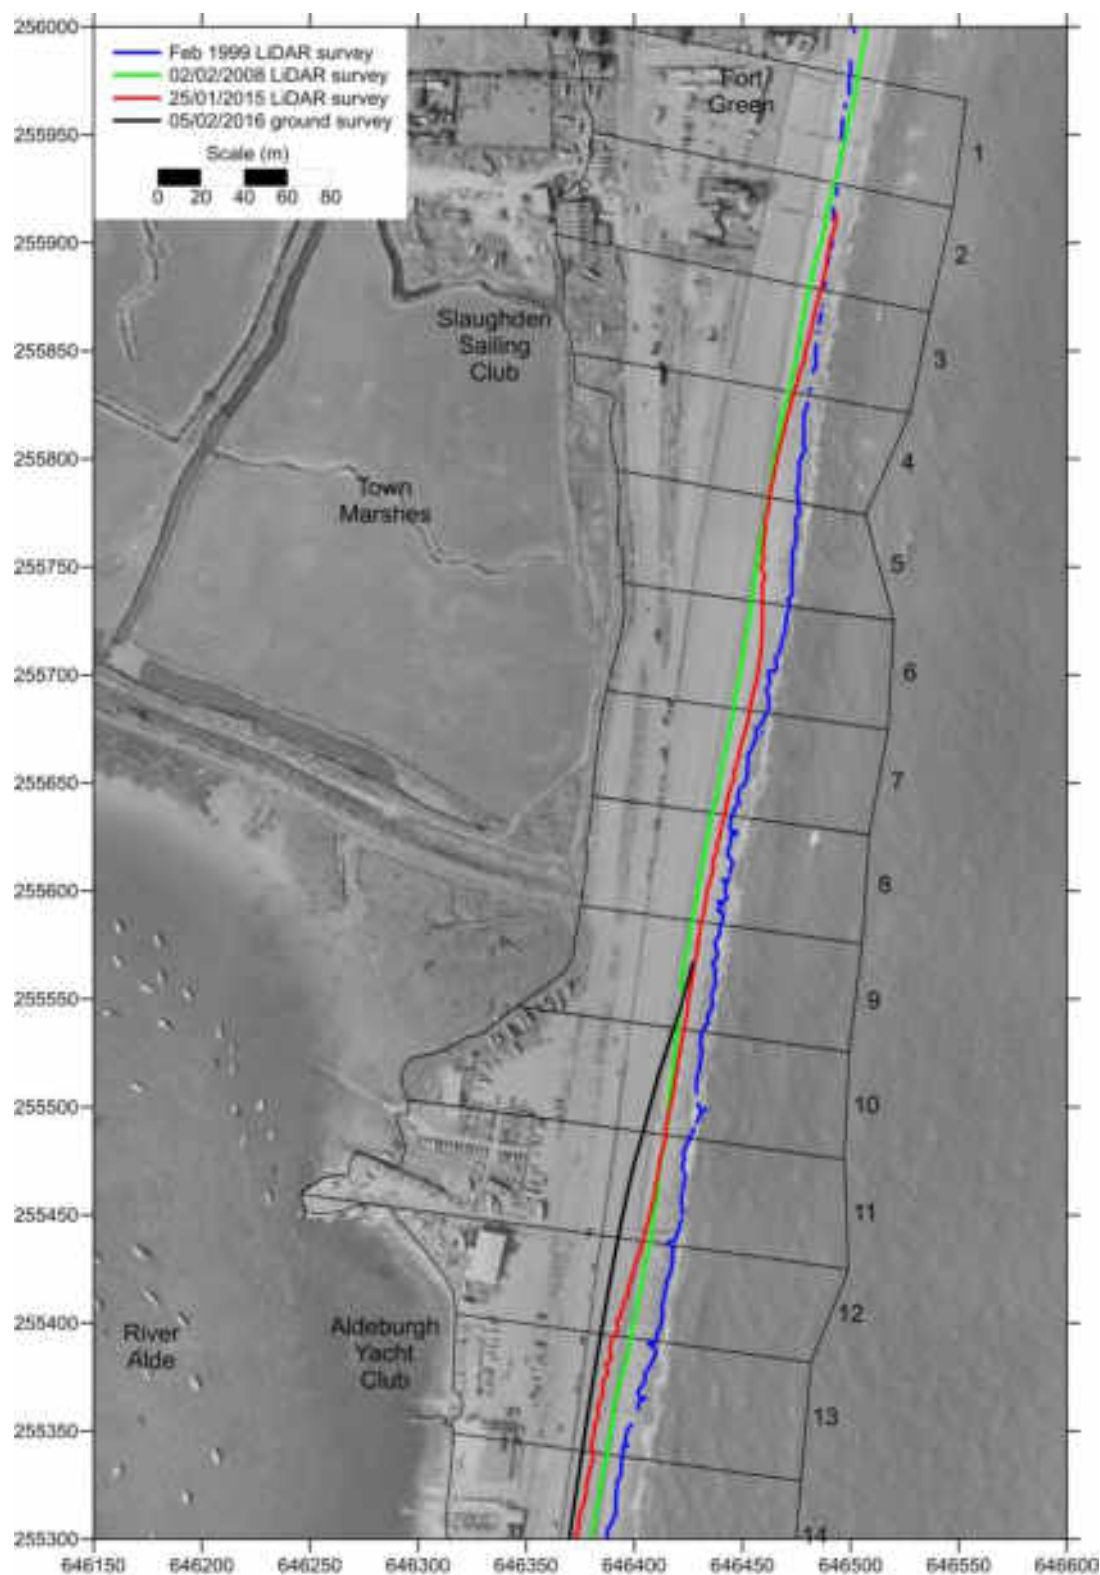 256000
255950
255900
255850
255800
255750
255700
255650
255600
255550
255500
255450
255400
255350
255300
Feb 1999 LiDAR survey
02/02/2008 LiDAR survey
25/01/2015 LiDAR survey
05/02/2016 ground survey
Scale (m)
0 20 40 60 80
Fort
Green
Slaughden
Sailing
Club
Town
Marshes
River
Alde
Aldeburgh
Yacht
Club
1
2
3
4
5
6
7
8
9
10
11
12
13
14
646150 646200 646250 646300 646350 646400 646450 646500 646550 646600